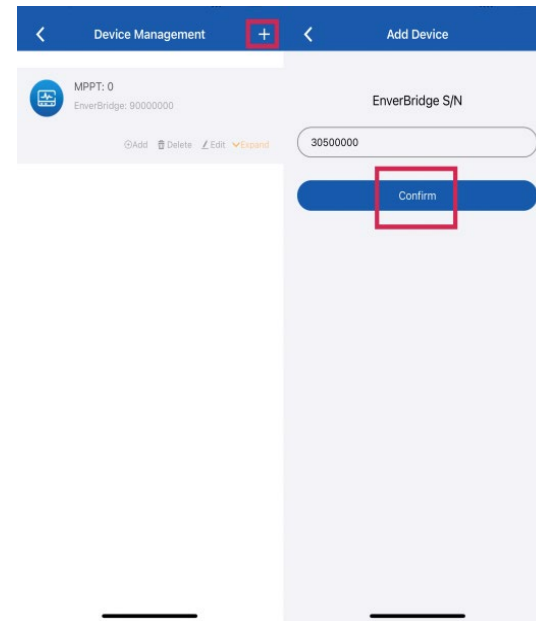 Device Management +
MPPT: 0
EnverBridge: 90000000
Add Delete Edit Expand
Add Device
EnverBridge S/N
30500000
Confirm